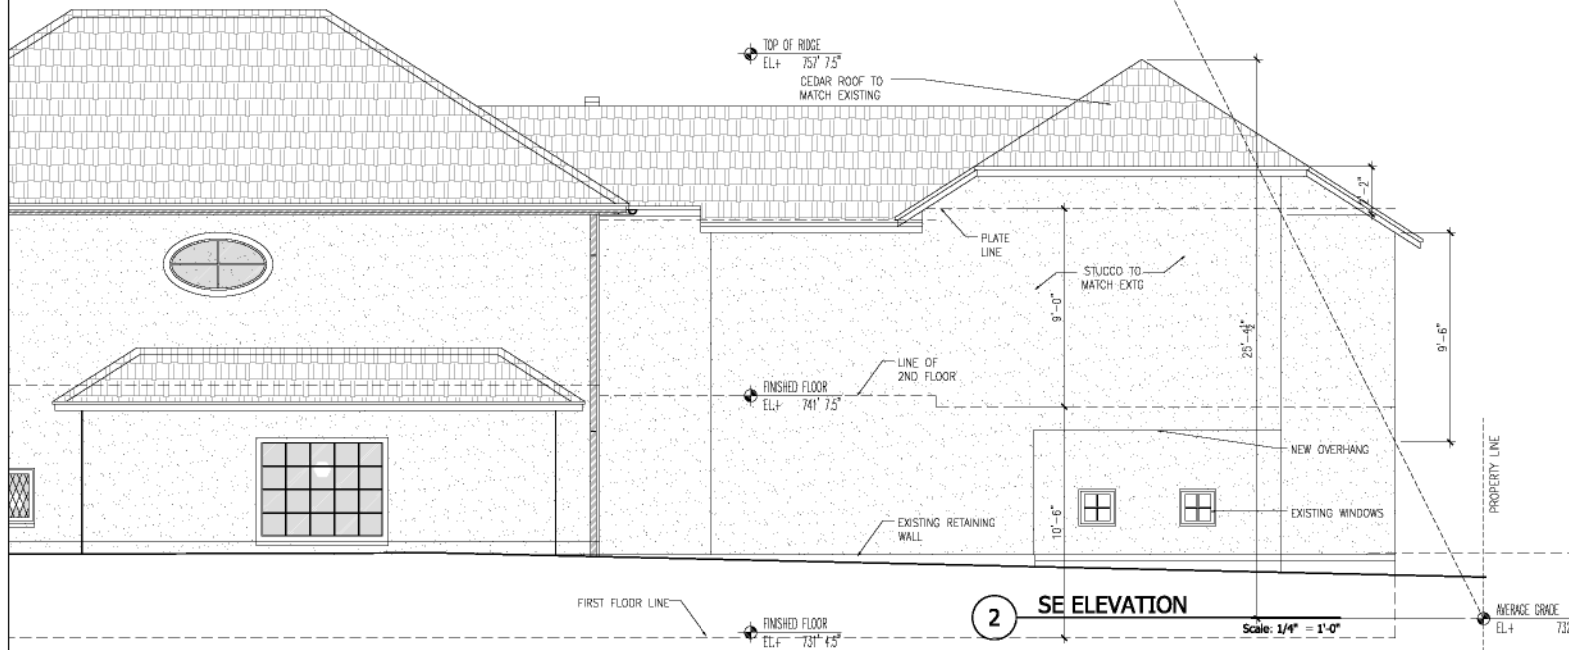 TOP OF RIDGE
EL.+ 757' 7.5"
CEDAR ROOF TO
MATCH EXISTING
PLATE
LINE
STUCCO TO
MATCH EXTG
9'-0"
25'-4½"
9'-6"
LINE OF
2ND FLOOR
FINISHED FLOOR
EL.+ 741' 7.5"
NEW OVERHANG
PROPERTY LINE
EXISTING WINDOWS
EXISTING RETAINING
WALL
10'-6"
FIRST FLOOR LINE
FINISHED FLOOR
EL.+ 731' 4.5"
2
SE ELEVATION
Scale: 1/4" = 1'-0"
AVERAGE GRADE
EL.+ 732